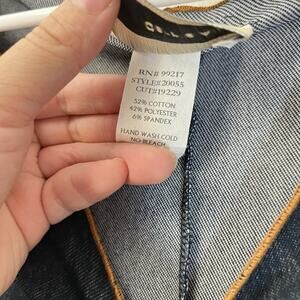 RN# 99217
STYLE#20055
CUT#19229
52% COTTON
42% POLYESTER
6% SPANDEX
HAND WASH COLD
NO BLEACH